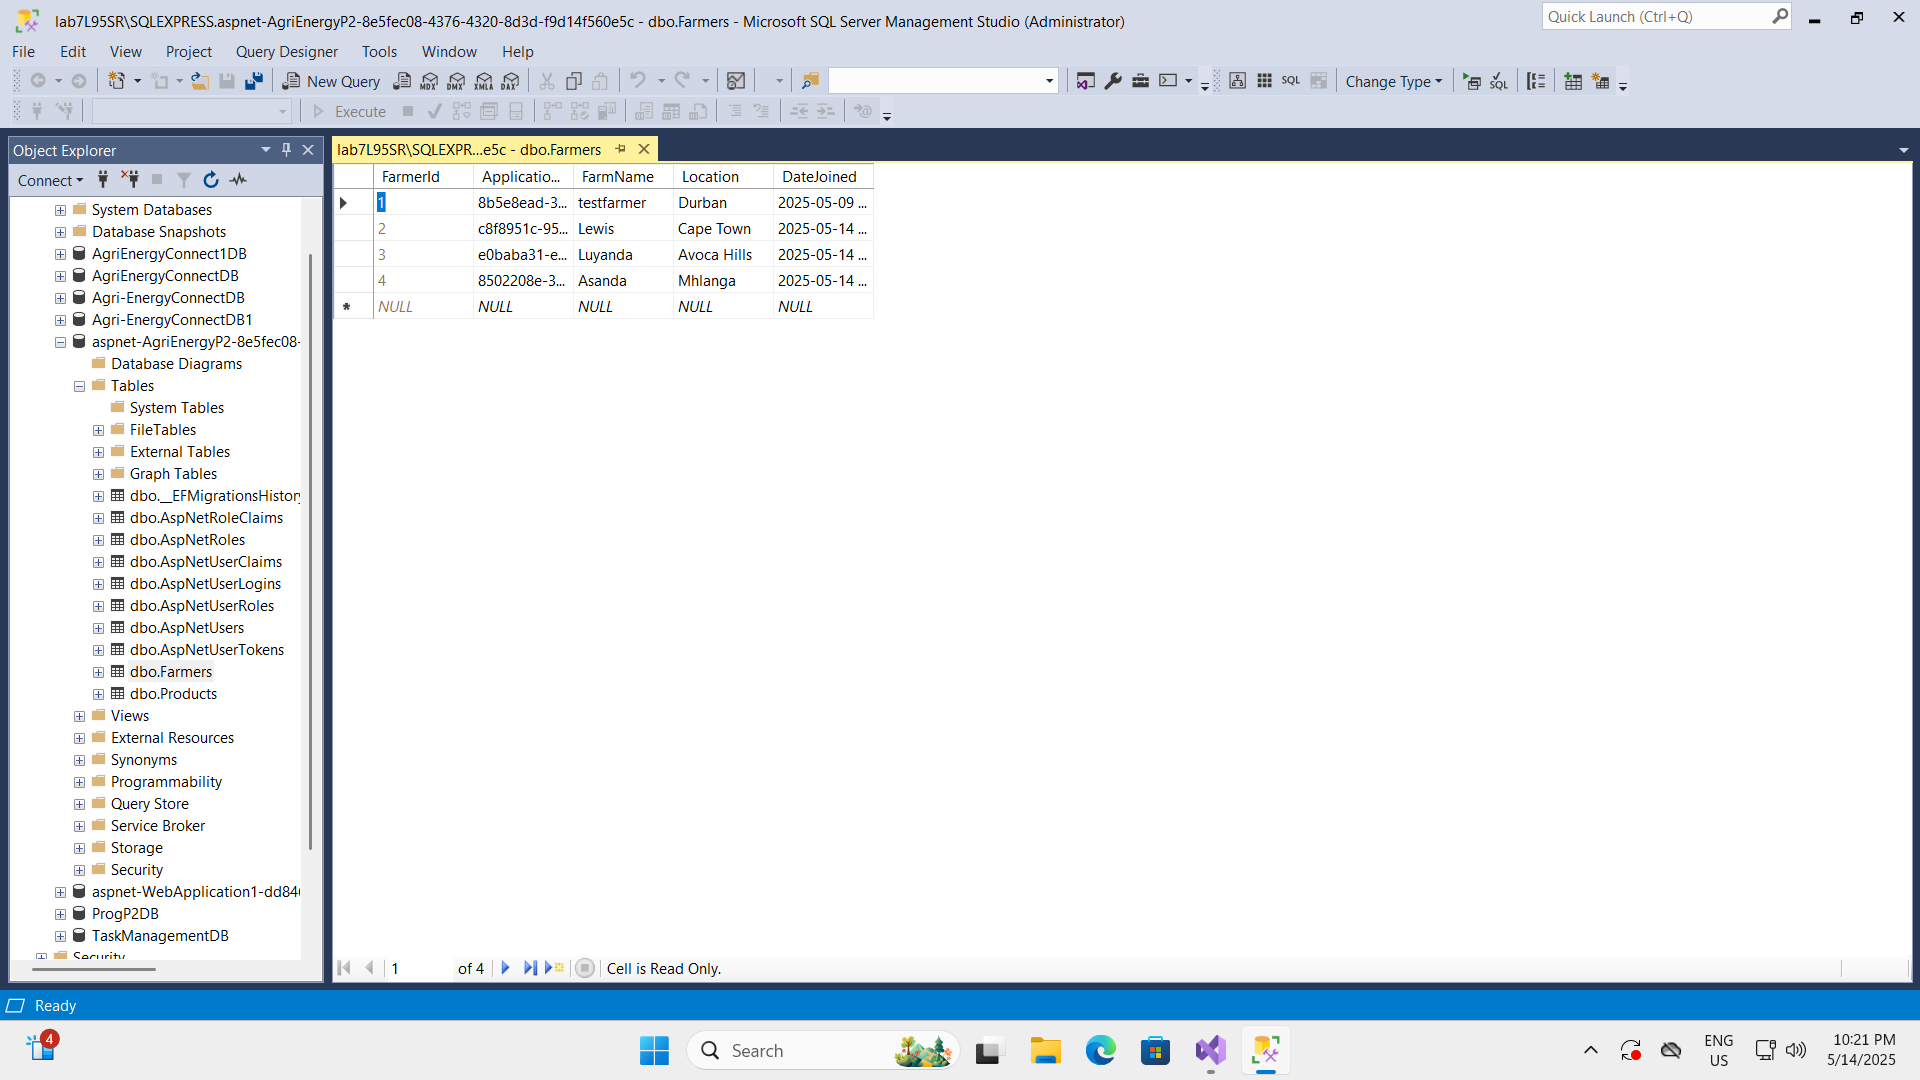 lab7L95SR\SQLEXPRESS.aspnet-AgriEnergyP2-8e5fec08-4376-4320-8d3d-f9d14f560e5c - dbo.Farmers - Microsoft SQL Server Management Studio (Administrator)
Quick Launch (Ctrl+Q)
File Edit View Project Query Designer Tools Window Help
New Query MDX DMX XMLA DAX SQL Change Type SQL
Execute
Object Explorer
lab7L95SR\SQLEXPR...e5c - dbo.Farmers
Connect
FarmerId Applicatio... FarmName Location DateJoined
1 8b5e8ead-3... testfarmer Durban 2025-05-09 ...
2 c8f8951c-95... Lewis Cape Town 2025-05-14 ...
3 e0baba31-e... Luyanda Avoca Hills 2025-05-14 ...
4 8502208e-3... Asanda Mhlanga 2025-05-14 ...
* NULL NULL NULL NULL NULL
System Databases
Database Snapshots
AgriEnergyConnect1DB
AgriEnergyConnectDB
Agri-EnergyConnectDB
Agri-EnergyConnectDB1
aspnet-AgriEnergyP2-8e5fec08-
Database Diagrams
Tables
System Tables
FileTables
External Tables
Graph Tables
dbo.__EFMigrationsHistory
dbo.AspNetRoleClaims
dbo.AspNetRoles
dbo.AspNetUserClaims
dbo.AspNetUserLogins
dbo.AspNetUserRoles
dbo.AspNetUsers
dbo.AspNetUserTokens
dbo.Farmers
dbo.Products
Views
External Resources
Synonyms
Programmability
Query Store
Service Broker
Storage
Security
aspnet-WebApplication1-dd84
ProgP2DB
TaskManagementDB
Security
1 of 4 Cell is Read Only.
Ready
4
Search
ENG
US
10:21 PM
5/14/2025